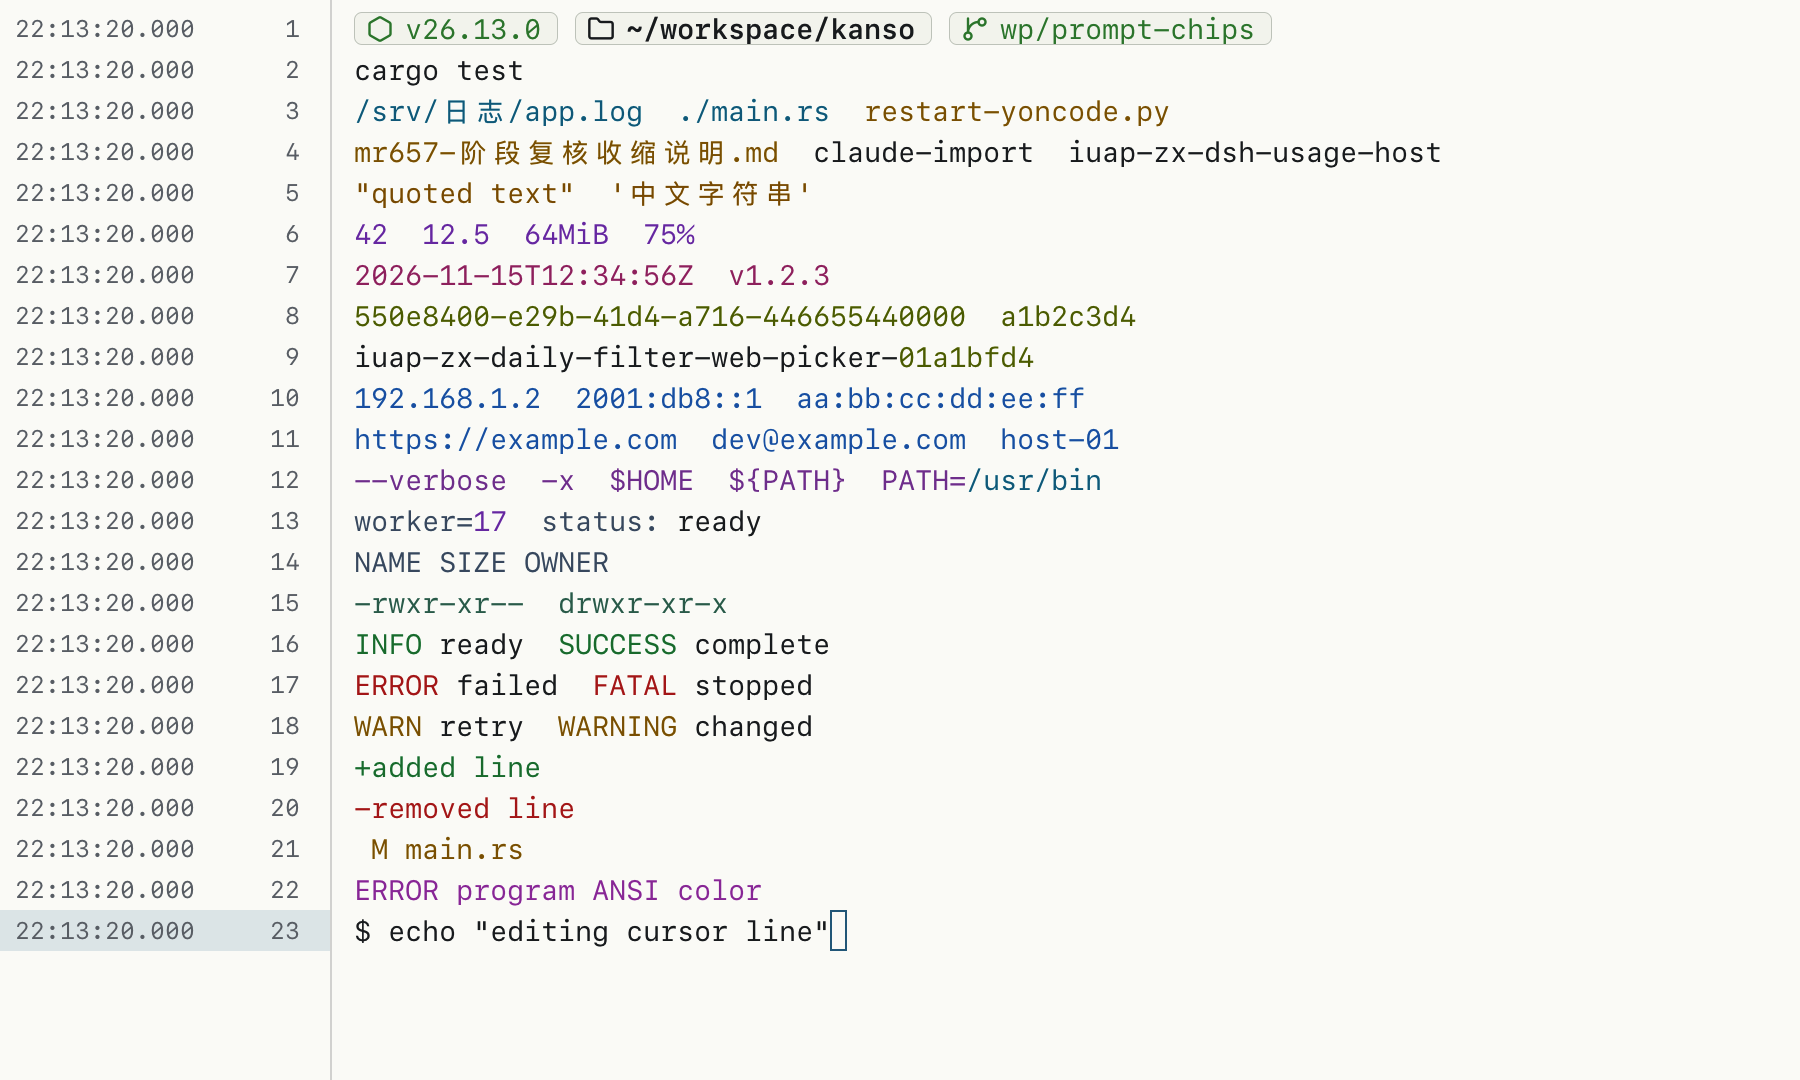 22:13:20.000 1 v26.13.0 ~/workspace/kanso wp/prompt-chips
22:13:20.000 2 cargo test
22:13:20.000 3 /srv/日志/app.log ./main.rs restart-yoncode.py
22:13:20.000 4 mr657-阶段复核收缩说明.md claude-import iuap-zx-dsh-usage-host
22:13:20.000 5 "quoted text" '中文字符串'
22:13:20.000 6 42 12.5 64MiB 75%
22:13:20.000 7 2026-11-15T12:34:56Z v1.2.3
22:13:20.000 8 550e8400-e29b-41d4-a716-446655440000 a1b2c3d4
22:13:20.000 9 iuap-zx-daily-filter-web-picker-01a1bfd4
22:13:20.000 10 192.168.1.2 2001:db8::1 aa:bb:cc:dd:ee:ff
22:13:20.000 11 https://example.com dev@example.com host-01
22:13:20.000 12 --verbose -x $HOME ${PATH} PATH=/usr/bin
22:13:20.000 13 worker=17 status: ready
22:13:20.000 14 NAME SIZE OWNER
22:13:20.000 15 -rwxr-xr-- drwxr-xr-x
22:13:20.000 16 INFO ready SUCCESS complete
22:13:20.000 17 ERROR failed FATAL stopped
22:13:20.000 18 WARN retry WARNING changed
22:13:20.000 19 +added line
22:13:20.000 20 -removed line
22:13:20.000 21 M main.rs
22:13:20.000 22 ERROR program ANSI color
22:13:20.000 23 $ echo "editing cursor line"